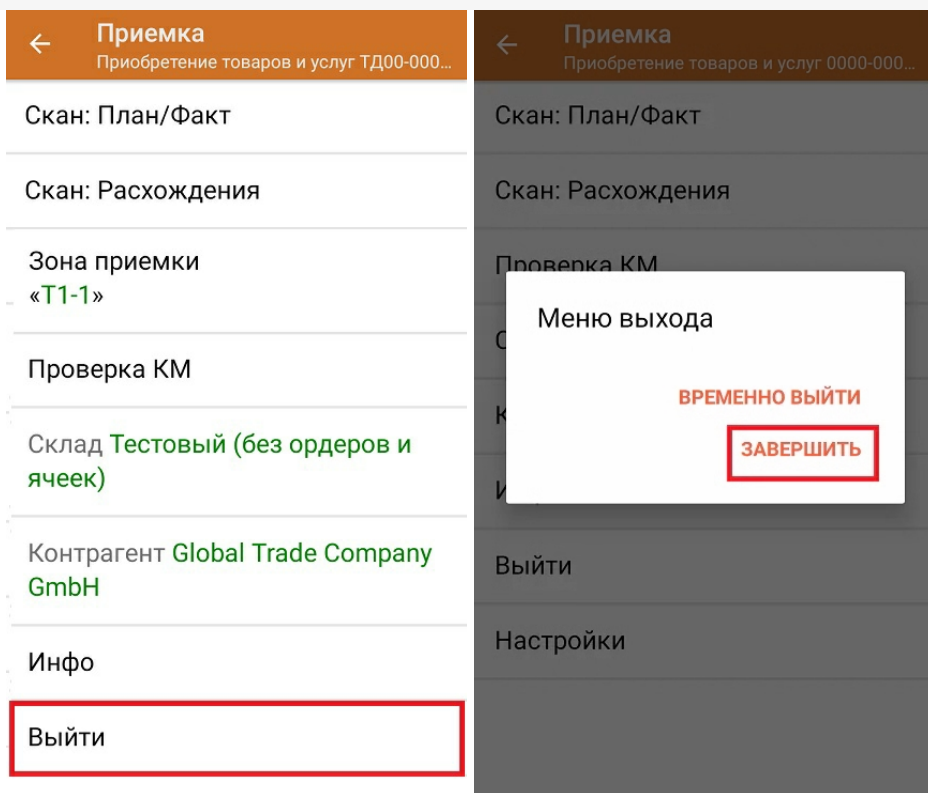 Приемка
Приобретение товаров и услуг ТД00-000...
Скан: План/Факт
Скан: Расхождения
Зона приемки
«Т1-1»
Проверка КМ
Склад Тестовый (без ордеров и
ячеек)
Контрагент Global Trade Company
GmbH
Инфо
Выйти
Приемка
Приобретение товаров и услуг 0000-000...
Скан: План/Факт
Скан: Расхождения
Проверка КМ
Меню выхода
ВРЕМЕННО ВЫЙТИ
ЗАВЕРШИТЬ
Выйти
Настройки